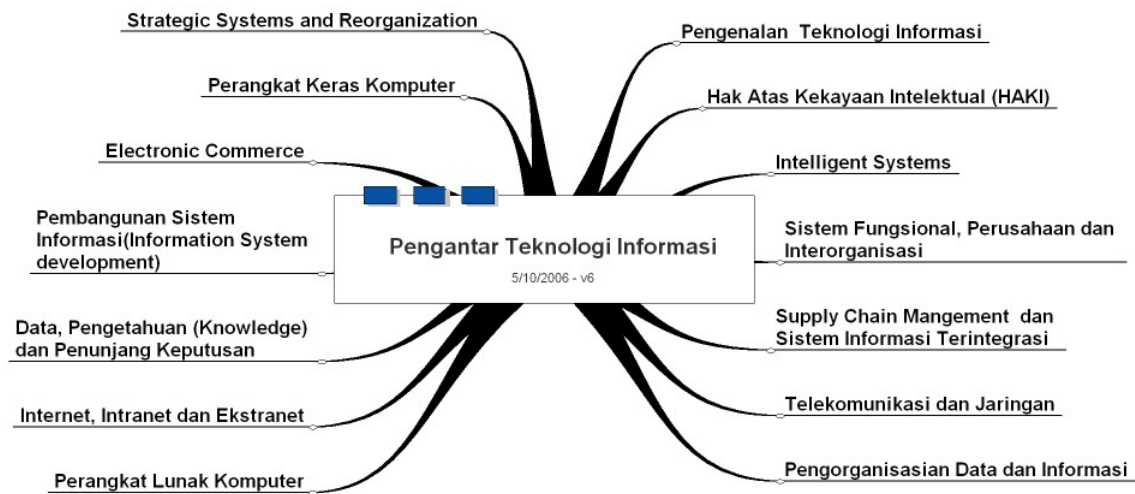 Strategic Systems and Reorganization
Perangkat Keras Komputer
Electronic Commerce
Pembangunan Sistem
Informasi(Information System
development)
Data, Pengetahuan (Knowledge)
dan Penunjang Keputusan
Internet, Intranet dan Ekstranet
Perangkat Lunak Komputer
Pengantar Teknologi Informasi
5/10/2006 - v6
Pengenalan Teknologi Informasi
Hak Atas Kekayaan Intelektual (HAKI)
Intelligent Systems
Sistem Fungsional, Perusahaan dan
Interorganisasi
Supply Chain Mangement dan
Sistem Informasi Terintegrasi
Telekomunikasi dan Jaringan
Pengorganisasian Data dan Informasi